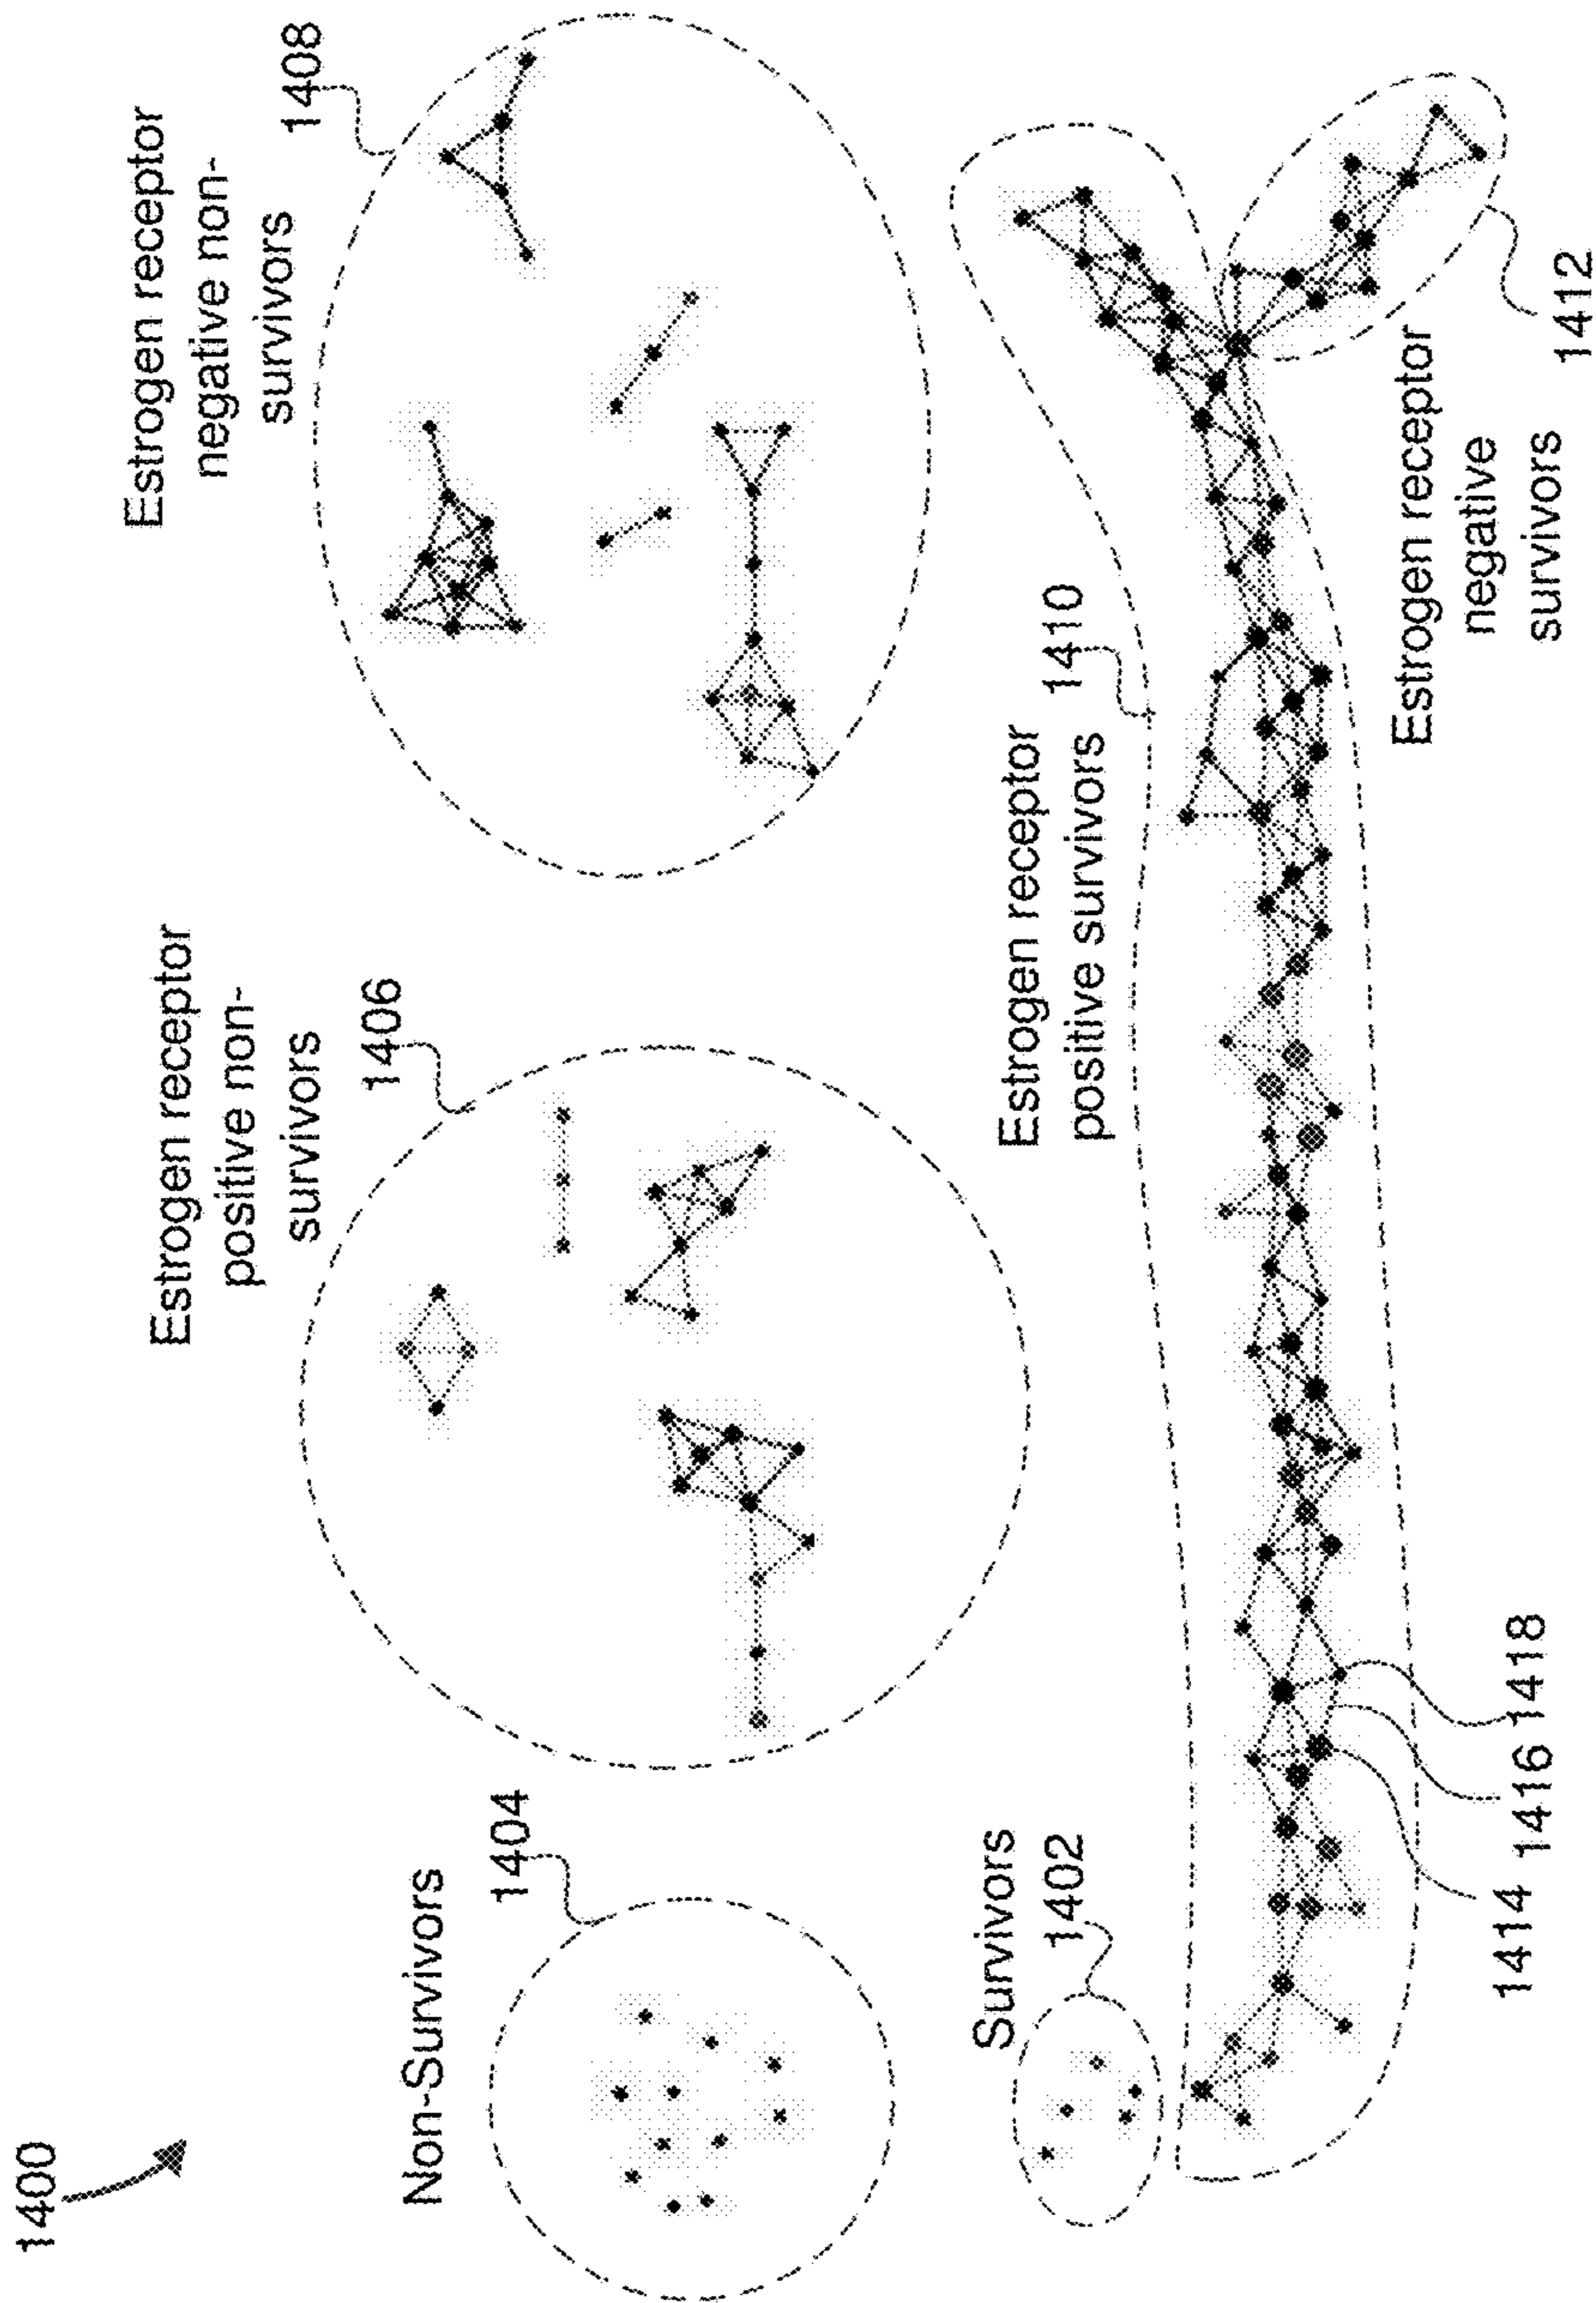 1400
Non-Survivors
1404
Estrogen receptor
positive non-
survivors
1406
Estrogen receptor
negative non-
survivors
1408
Survivors
1402
Estrogen receptor
positive survivors
1410
1414
1416
1418
Estrogen receptor
negative
survivors
1412